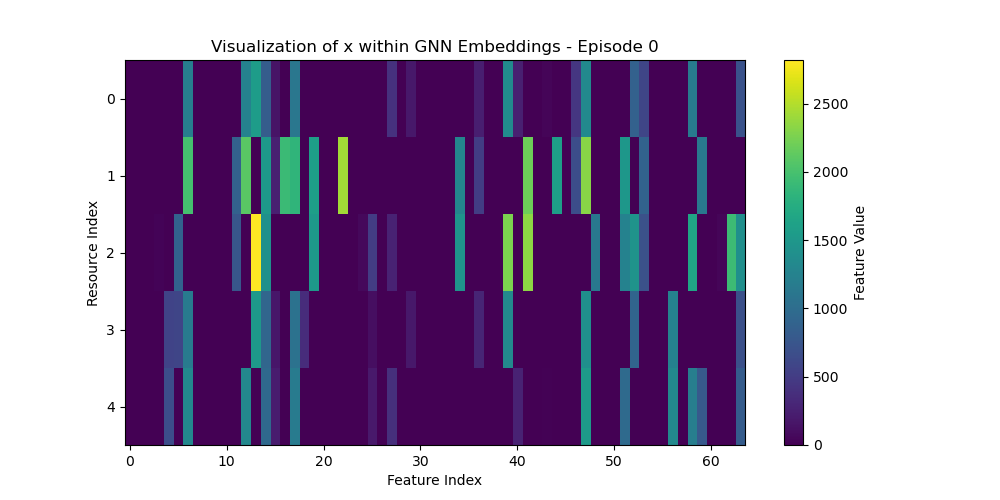 Visualization of x within GNN Embeddings - Episode 0
0
1
2
3
4
Resource Index
0 10 20 30 40 50 60
Feature Index
2500
2000
1500
1000
500
0
Feature Value